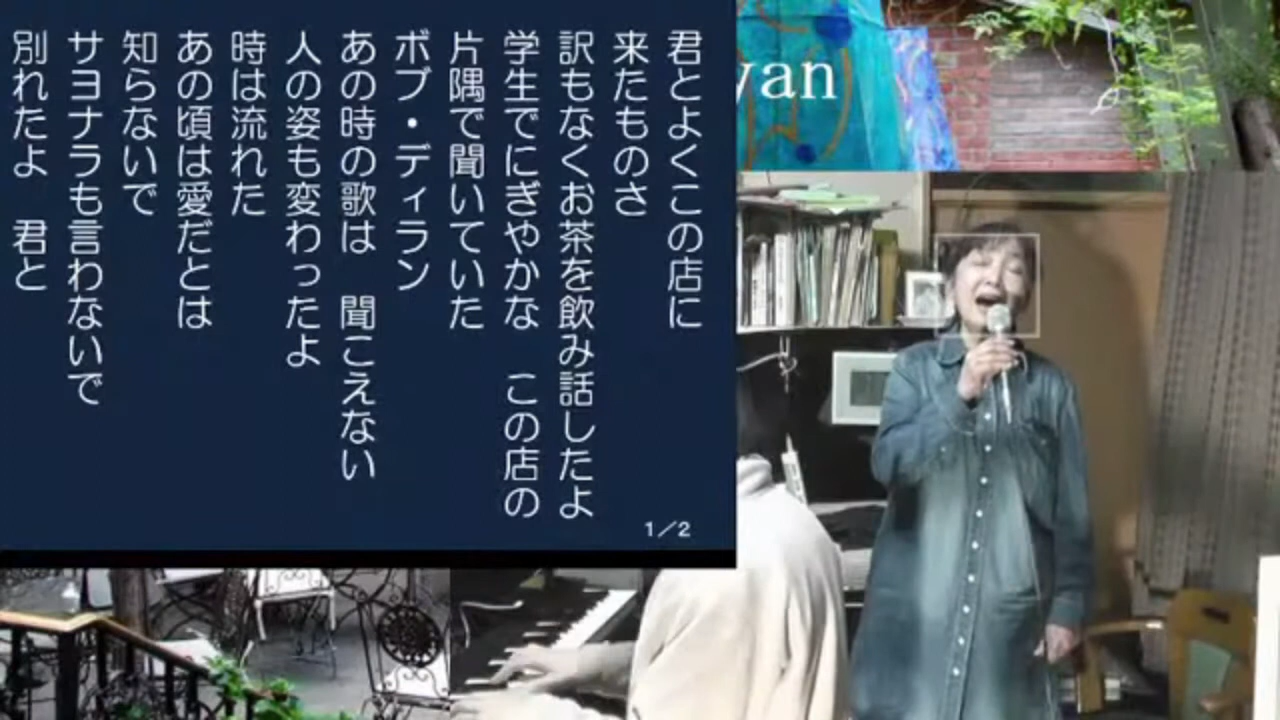 君とよくこの店に
来たものさ
訳もなくお茶を飲み話したよ
学生でにぎやかな　この店の
片隅で聞いていた
ボブ・ディラン
あの時の歌は　聞こえない
人の姿も変わったよ
時は流れた
あの頃は愛だとは
知らないで
サヨナラも言わないで
別れたよ　君と
1／2